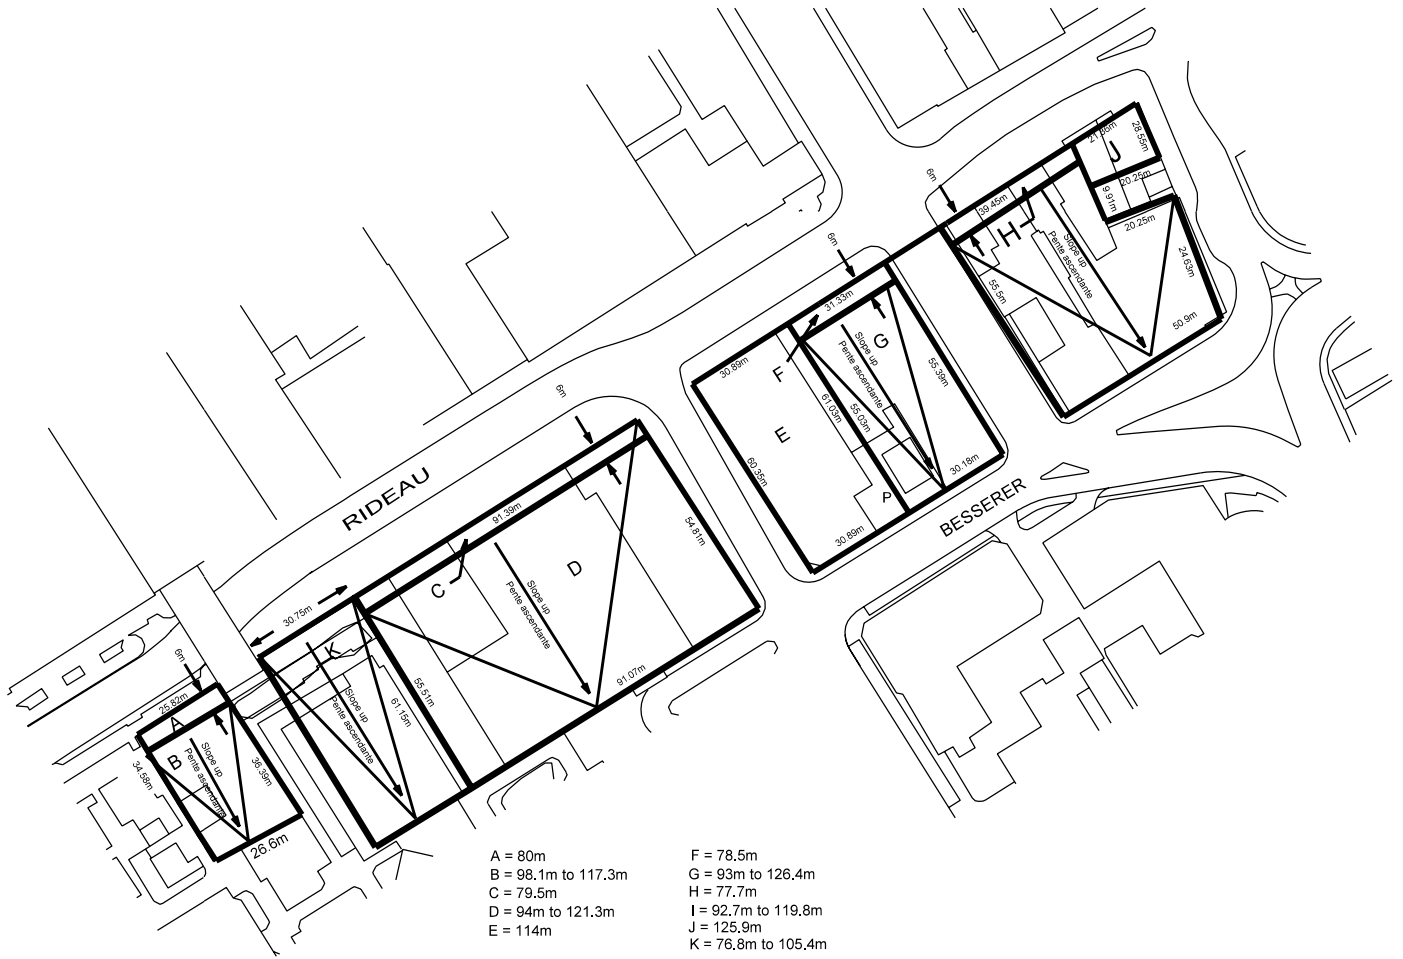 21.36m
28.55m
J
20.25m
9.91m
20.25m
6m
39.45m
H
Slope up
Pente ascendante
55.5m
24.63m
50.9m
6m
31.33m
F
G
30.89m
Slope up
Pente ascendante
55.39m
61.03m
55.03m
E
60.35m
30.18m
P
30.89m
BESSERER
6m
RIDEAU
91.39m
54.81m
C
D
Slope up
Pente ascendante
91.07m
30.75m
K
55.51m
61.15m
Slope up
Pente ascendante
6m
25.82m
A
B
Slope up
Pente ascendante
34.58m
36.39m
26.6m
A = 80m
B = 98.1m to 117.3m
C = 79.5m
D = 94m to 121.3m
E = 114m
F = 78.5m
G = 93m to 126.4m
H = 77.7m
I = 92.7m to 119.8m
J = 125.9m
K = 76.8m to 105.4m